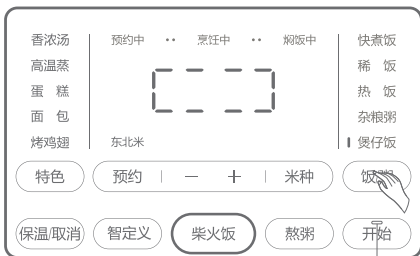 香浓汤
高温蒸
蛋 糕
面 包
烤鸡翅
预约中 ·· 烹饪中 ·· 焖饭中
东北米
快煮饭
稀 饭
热 饭
杂粮粥
煲仔饭
特色
预约 | — + | 米种
饭
保温/取消
智定义
柴火饭
熬粥
开始